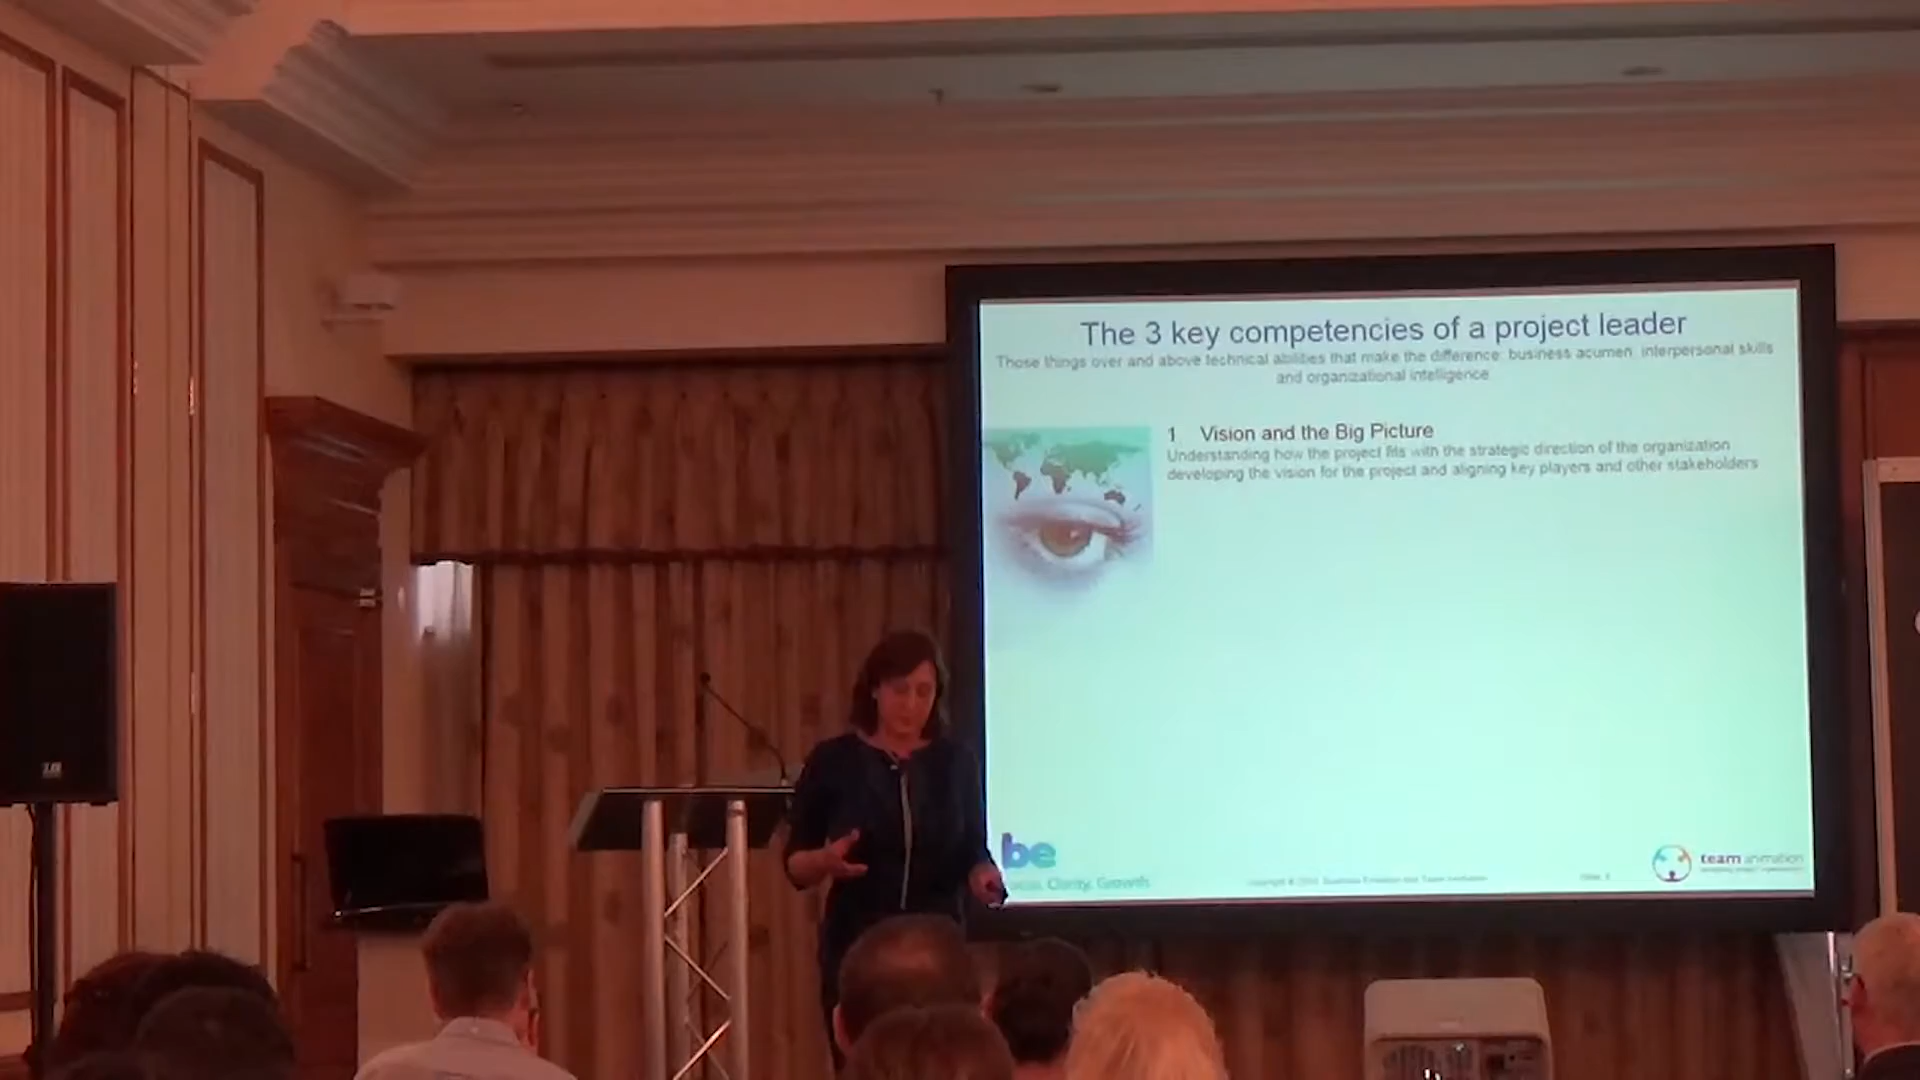 The 3 key competencies of a project leader
Those things over and above technical abilities that make the difference: business acumen, interpersonal skills
and organizational intelligence
1 Vision and the Big Picture
Understanding how the project fits with the strategic direction of the organization
developing the vision for the project and aligning key players and other stakeholders
be
Clarity, Growth
team animation